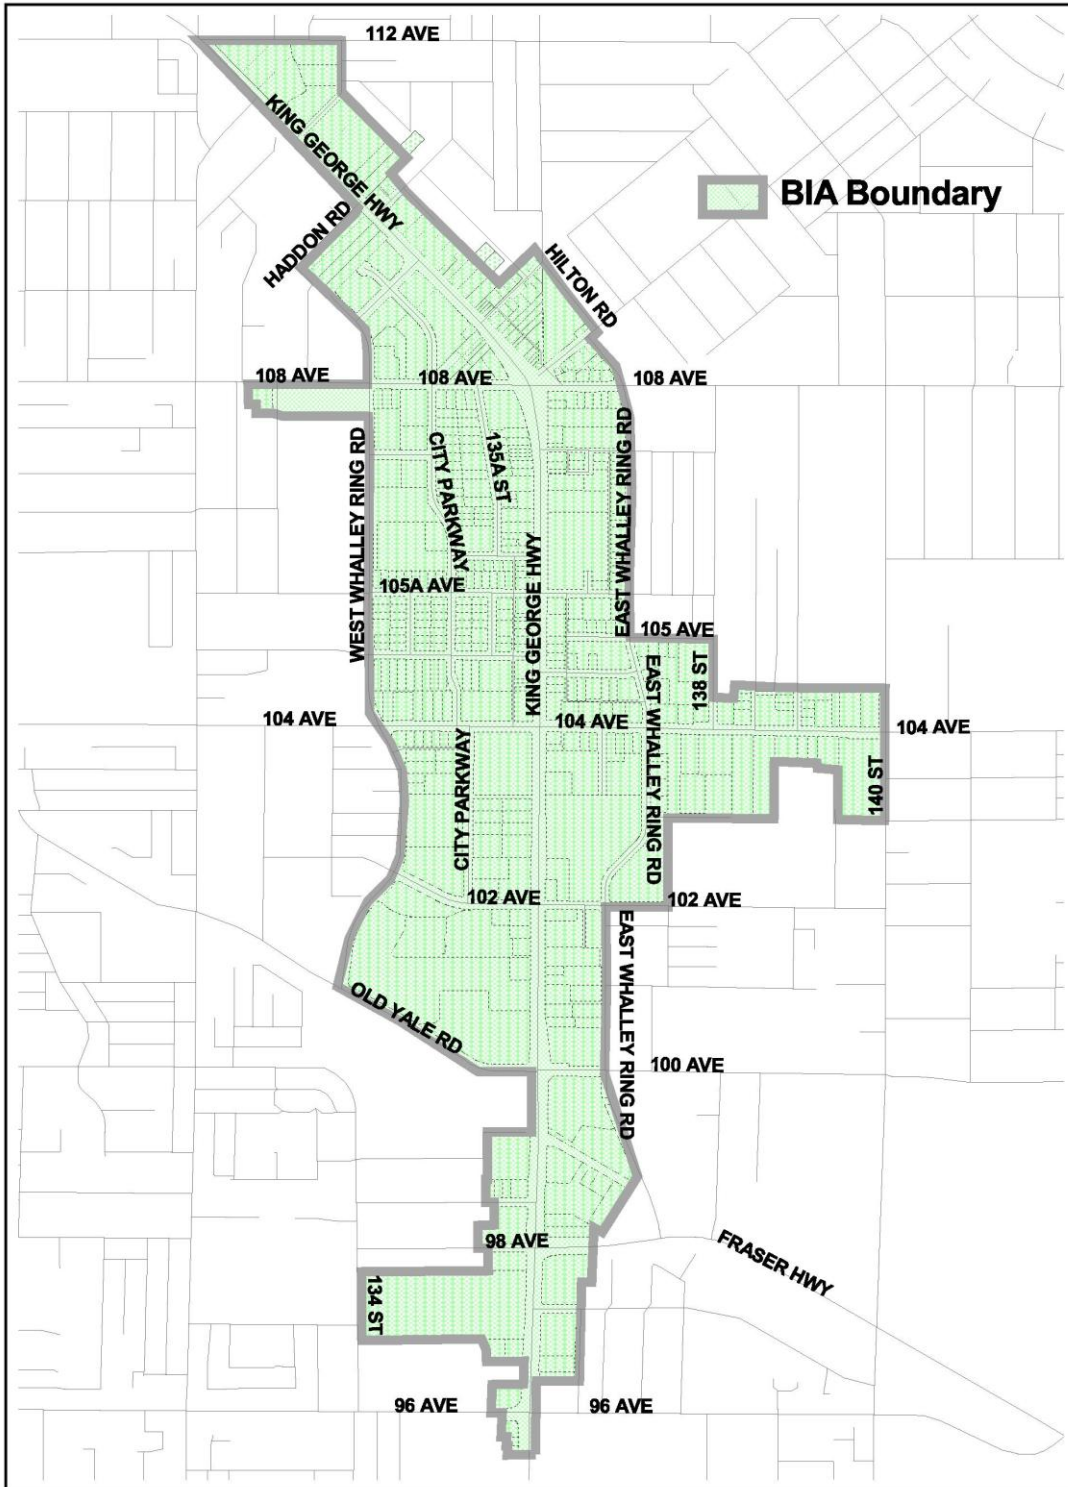 112 AVE
KING GEORGE HWY
BIA Boundary
HADDON RD
HILTON RD
108 AVE
108 AVE
108 AVE
WEST WHALLEY RING RD
CITY PARKWAY
135A ST
EAST WHALLEY RING RD
KING GEORGE HWY
105A AVE
105 AVE
138 ST
EAST WHALLEY RING RD
104 AVE
104 AVE
104 AVE
CITY PARKWAY
140 ST
102 AVE
102 AVE
EAST WHALLEY RING RD
OLD YALE RD
100 AVE
98 AVE
FRASER HWY
134 ST
96 AVE
96 AVE